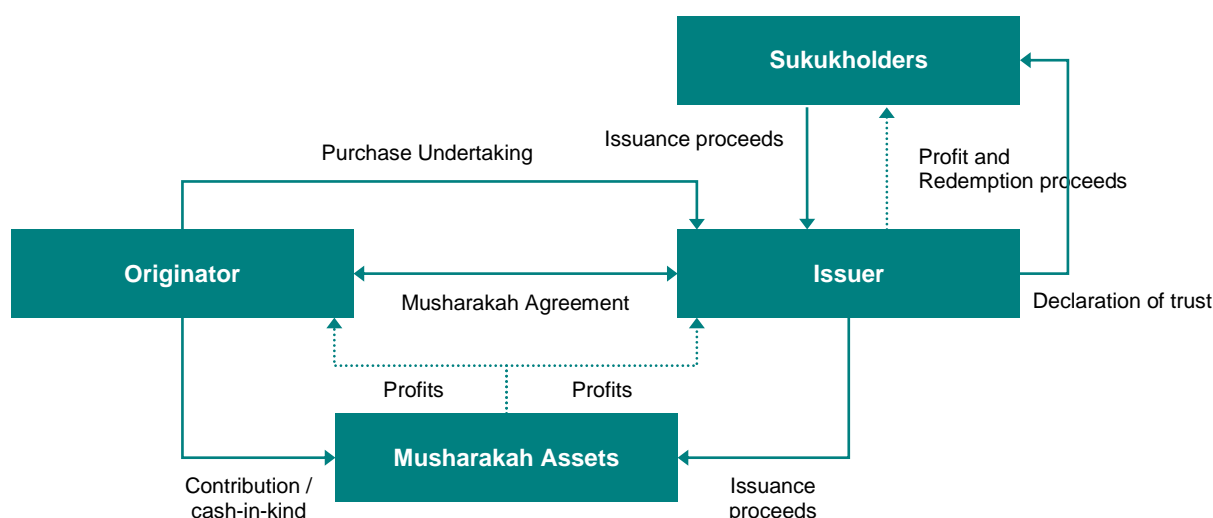 Sukukholders
Issuance proceeds
Purchase Undertaking
Profit and
Redemption proceeds
Originator
Issuer
Musharakah Agreement
Declaration of trust
Profits
Profits
Musharakah Assets
Contribution /
cash-in-kind
Issuance
proceeds